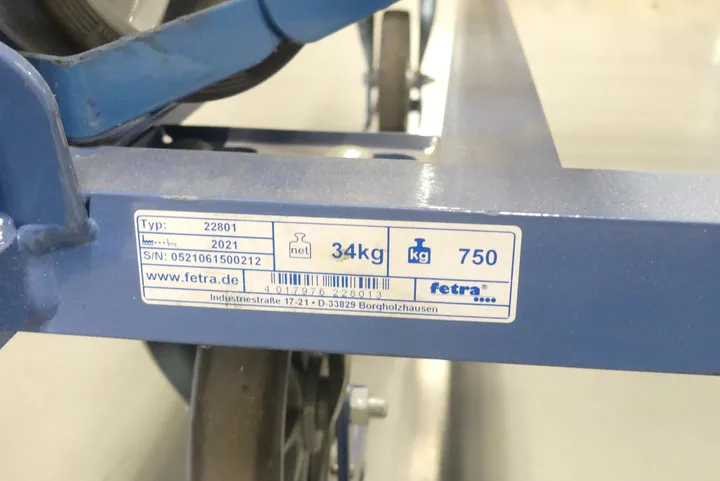 Typ: 22801
2021
S/N: 0521061500212
net 34kg
kg 750
www.fetra.de
4 017976 226013
fetra®
Industriestraße 17-21 • D-33829 Borgholzhausen